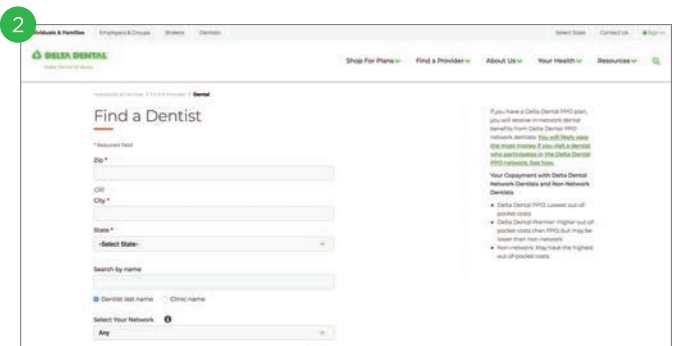 2
Individuals & Families Employers & Groups Brokers Dentists Select State Contact Us Sign In
DELTA DENTAL
Shop For Plans Find a Provider About Us Your Health Resources
Individuals & Families / Find a Provider / Dental
Find a Dentist
* Required field
Zip *
OR
City *
State *
-Select State-
Search by name
Dentist last name Clinic name
Select Your Network
Any
If you have a Delta Dental PPO plan,
you will receive in-network dental
benefits from Delta Dental PPO
network dentists. You will likely pay
the most money if you visit a dentist
who participates in the Delta Dental
PPO network. See how.
Your Copayment with Delta Dental
Network Dentists and Non-Network
Dentists
• Delta Dental PPO: Lowest out-of-
pocket costs
• Delta Dental Premier: Higher out-of-
pocket costs than PPO, but may be
lower than non-network.
• Non-network: May have the highest
out-of-pocket costs